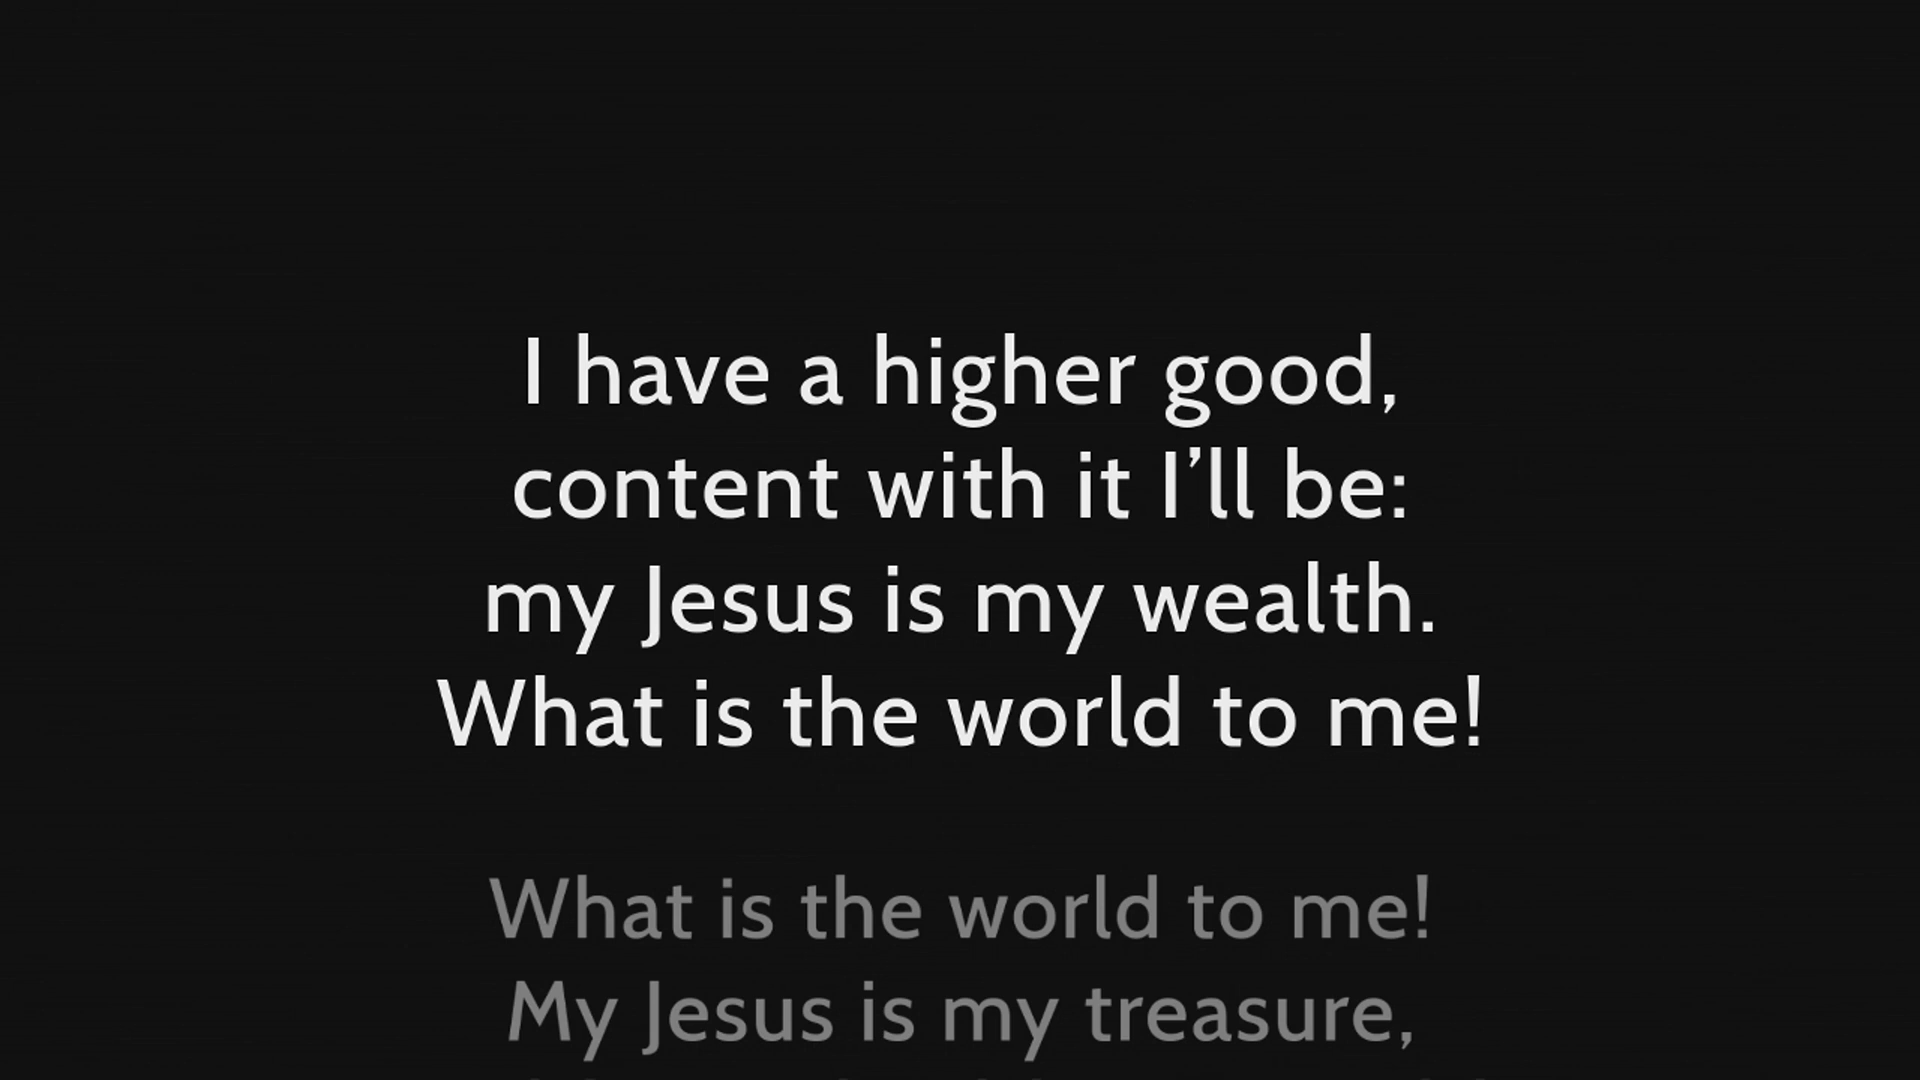 I have a higher good,
content with it I’ll be:
my Jesus is my wealth.
What is the world to me!
What is the world to me!
My Jesus is my treasure,